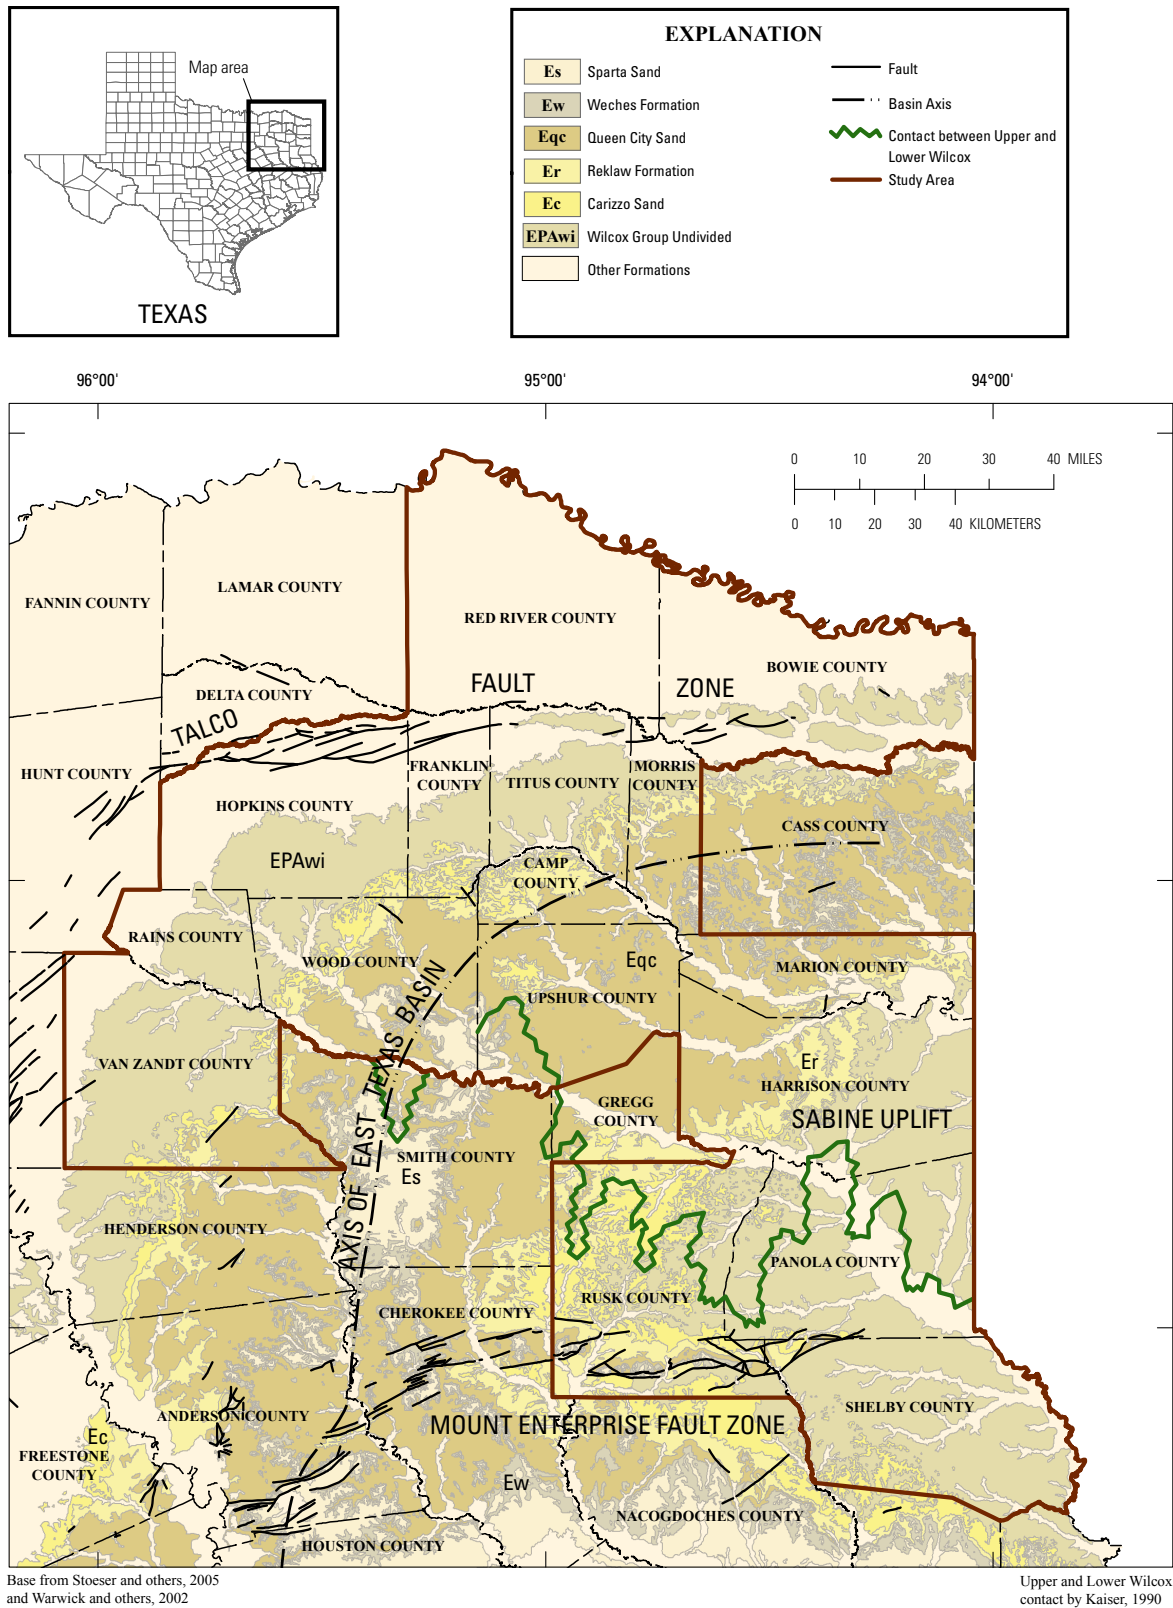 Map area
TEXAS
EXPLANATION
Es Sparta Sand
Ew Weches Formation
Eqc Queen City Sand
Er Reklaw Formation
Ec Carizzo Sand
EPAwi Wilcox Group Undivided
Other Formations
Fault
Basin Axis
Contact between Upper and
Lower Wilcox
Study Area
96°00'
95°00'
94°00'
0 10 20 30 40 MILES
0 10 20 30 40 KILOMETERS
LAMAR COUNTY
FANNIN COUNTY
RED RIVER COUNTY
BOWIE COUNTY
DELTA COUNTY
TALCO
FAULT
ZONE
HUNT COUNTY
FRANKLIN
COUNTY
TITUS COUNTY
MORRIS
COUNTY
HOPKINS COUNTY
CASS COUNTY
EPAwi
CAMP
COUNTY
RAINS COUNTY
WOOD COUNTY
Eqc
MARION COUNTY
UPSHUR COUNTY
VAN ZANDT COUNTY
Er
HARRISON COUNTY
GREGG
COUNTY
SABINE UPLIFT
AXIS OF EAST TEXAS BASIN
SMITH COUNTY
Es
HENDERSON COUNTY
PANOLA COUNTY
RUSK COUNTY
CHEROKEE COUNTY
SHELBY COUNTY
ANDERSON COUNTY
MOUNT ENTERPRISE FAULT ZONE
Ec
FREESTONE
COUNTY
Ew
NACOGDOCHES COUNTY
HOUSTON COUNTY
Base from Stoeser and others, 2005
and Warwick and others, 2002
Upper and Lower Wilcox
contact by Kaiser, 1990